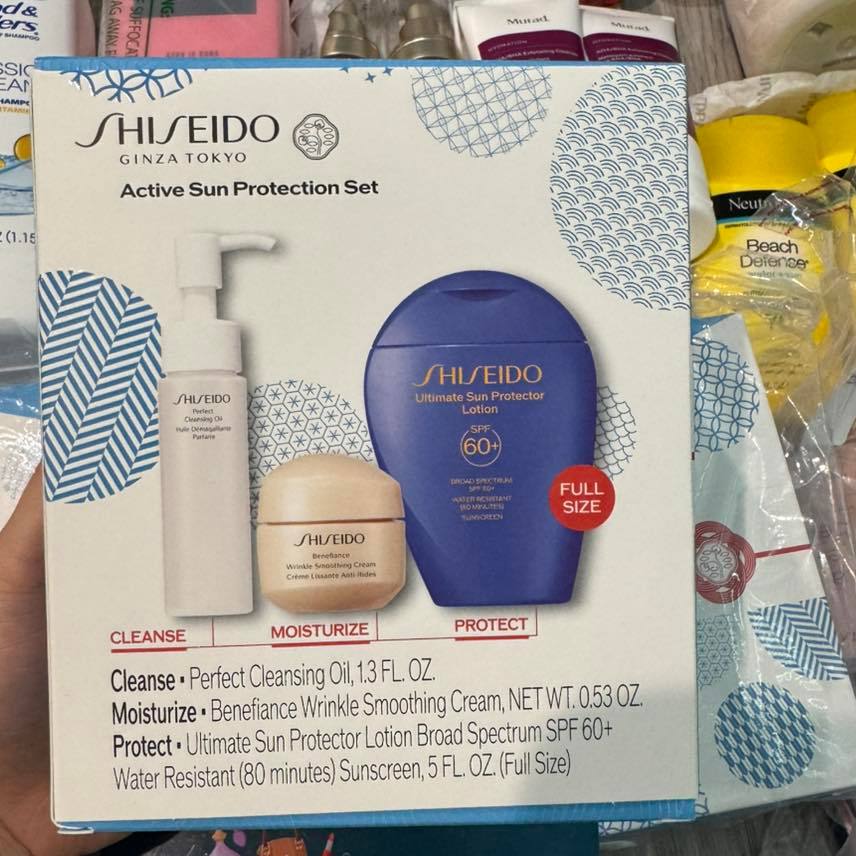 SHISEIDO
GINZA TOKYO
Active Sun Protection Set
SHISEIDO
Perfect
Cleansing Oil
Huile Démaquillante
Parfaite
SHISEIDO
Benefiance
Wrinkle Smoothing Cream
Crème Lissante Anti-Rides
SHISEIDO
Ultimate Sun Protector
Lotion
SPF
60+
BROAD SPECTRUM
SPF 60+
WATER RESISTANT
(80 MINUTES)
SUNSCREEN
FULL
SIZE
CLEANSE
MOISTURIZE
PROTECT
Cleanse • Perfect Cleansing Oil, 1.3 FL. OZ.
Moisturize • Benefiance Wrinkle Smoothing Cream, NET WT. 0.53 OZ.
Protect • Ultimate Sun Protector Lotion Broad Spectrum SPF 60+
Water Resistant (80 minutes) Sunscreen, 5 FL. OZ. (Full Size)
Murad.
HYDRATION
Murad.
Beach
Defense